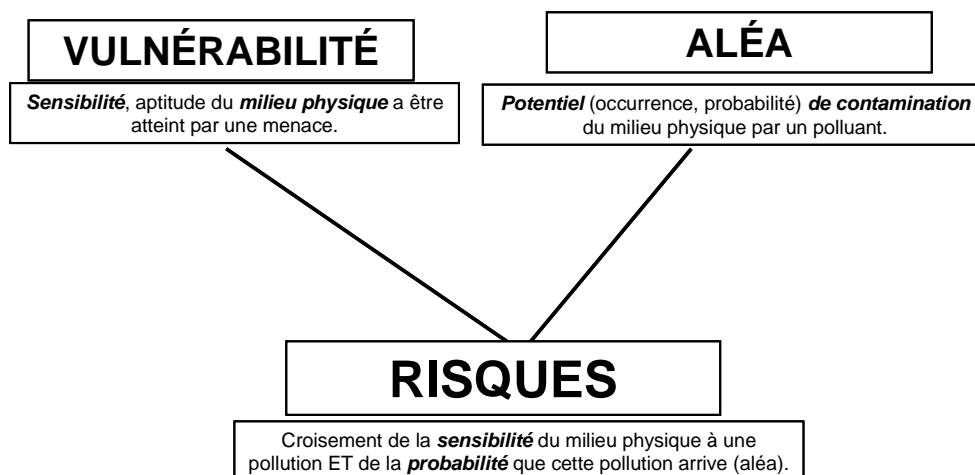 VULNÉRABILITÉ
Sensibilité, aptitude du milieu physique a être
atteint par une menace.
ALÉA
Potentiel (occurrence, probabilité) de contamination
du milieu physique par un polluant.
RISQUES
Croisement de la sensibilité du milieu physique à une
pollution ET de la probabilité que cette pollution arrive (aléa).